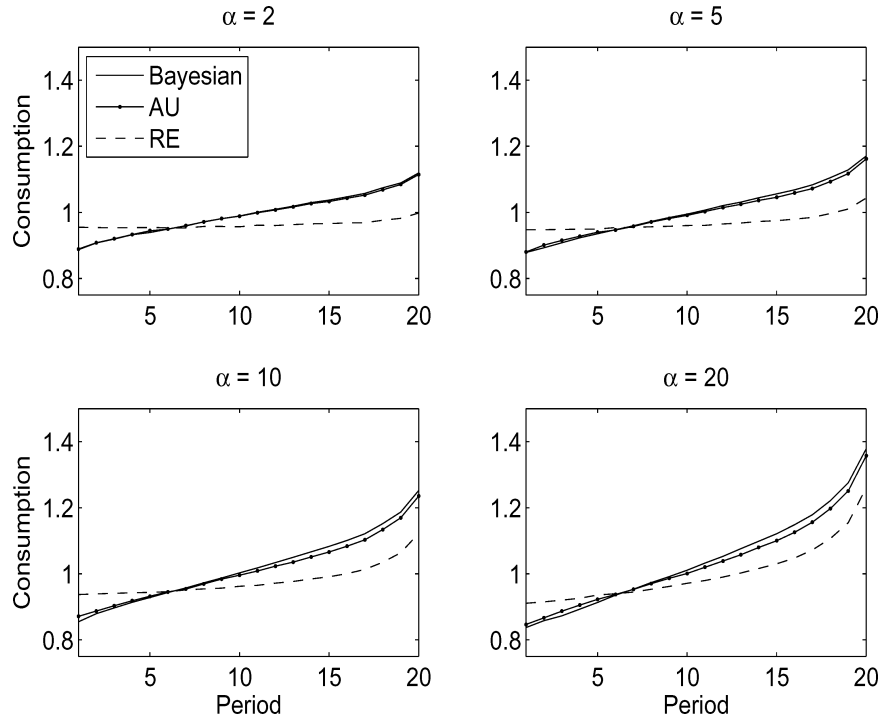 α = 2
α = 5
Consumption
1.4
1.2
1
0.8
Bayesian
AU
RE
5
10
15
20
1.4
1.2
1
0.8
5
10
15
20
α = 10
α = 20
Consumption
1.4
1.2
1
0.8
5
10
15
20
Period
1.4
1.2
1
0.8
5
10
15
20
Period